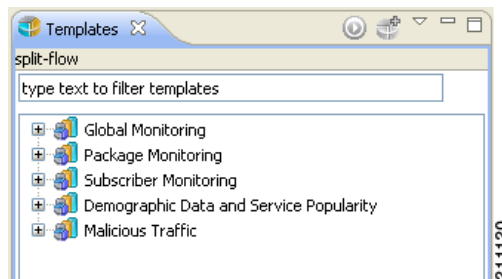 Templates
split-flow
type text to filter templates
Global Monitoring
Package Monitoring
Subscriber Monitoring
Demographic Data and Service Popularity
Malicious Traffic